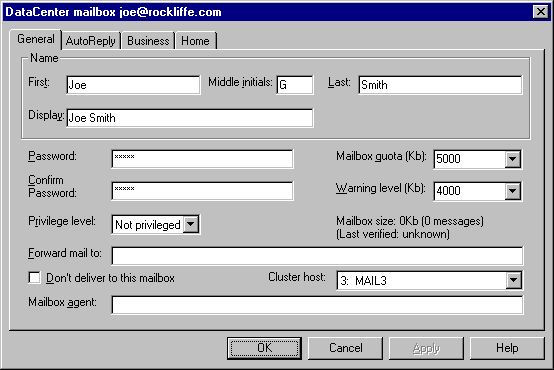 DataCenter mailbox joe@rockliffe.com
General AutoReply Business Home
Name
First: Joe Middle initials: G Last: Smith
Display: Joe Smith
Password: ***** Mailbox quota (Kb): 5000
Confirm
Password: ***** Warning level (Kb): 4000
Privilege level: Not privileged Mailbox size: 0Kb (0 messages)
(Last verified: unknown)
Forward mail to:
Don't deliver to this mailbox Cluster host: 3: MAIL3
Mailbox agent:
OK Cancel Apply Help